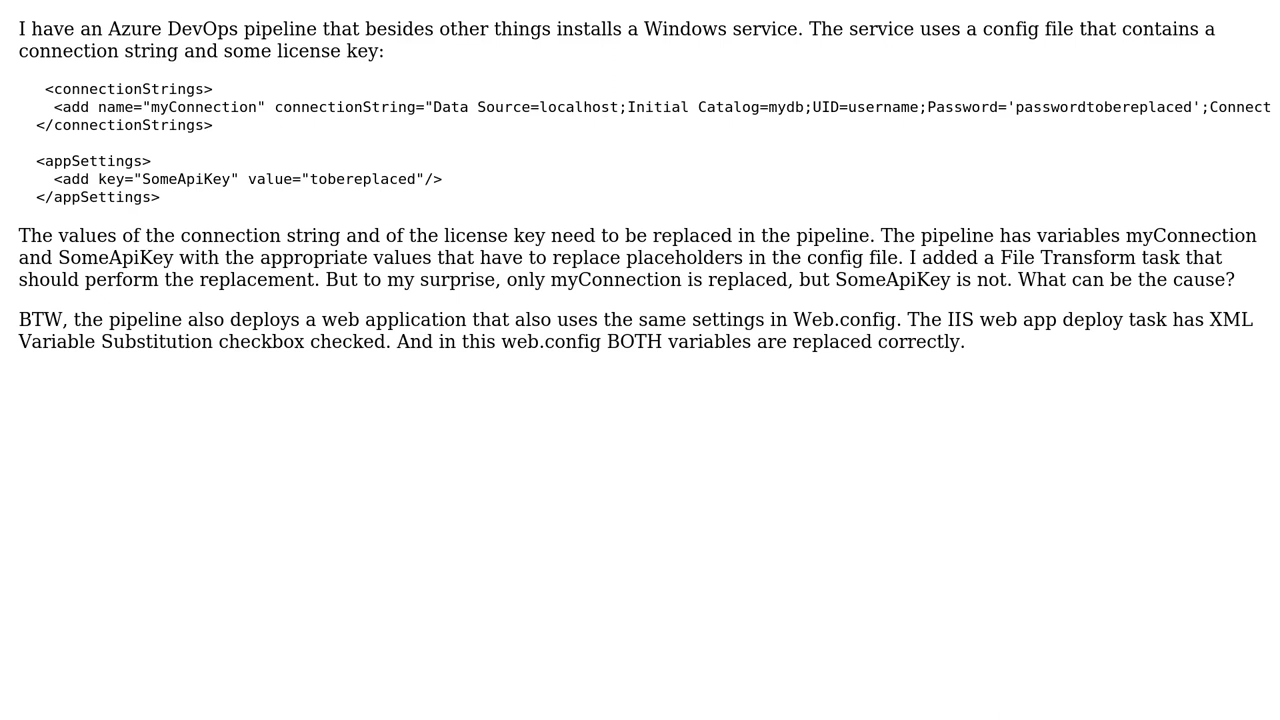 I have an Azure DevOps pipeline that besides other things installs a Windows service. The service uses a config file that contains a
connection string and some license key:
<connectionStrings>
<add name="myConnection" connectionString="Data Source=localhost;Initial Catalog=mydb;UID=username;Password='passwordtobereplaced';Connect
</connectionStrings>
<appSettings>
<add key="SomeApiKey" value="tobereplaced"/>
</appSettings>
The values of the connection string and of the license key need to be replaced in the pipeline. The pipeline has variables myConnection
and SomeApiKey with the appropriate values that have to replace placeholders in the config file. I added a File Transform task that
should perform the replacement. But to my surprise, only myConnection is replaced, but SomeApiKey is not. What can be the cause?
BTW, the pipeline also deploys a web application that also uses the same settings in Web.config. The IIS web app deploy task has XML
Variable Substitution checkbox checked. And in this web.config BOTH variables are replaced correctly.